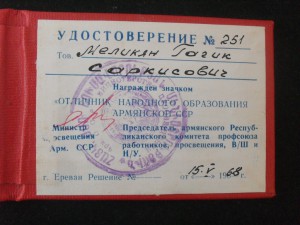 УДОСТОВЕРЕНИЕ № 251
Тов. Меликян Гагик
Саркисович
Награжден значком
«ОТЛИЧНИК НАРОДНОГО ОБРАЗОВАНИЯ
АРМЯНСКОЙ ССР
Министр Председатель армянского Респуб-
освещения ликанского комитета профсоюза
Арм. ССР работников, просвещения, В/Ш и
Н/У.
г. Ереван Решение № от «15» V 1968.